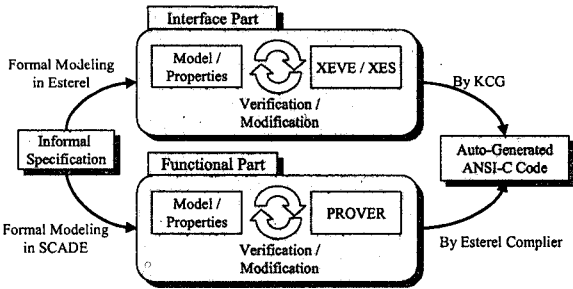 Interface Part
Formal Modeling
in Esterel
Model /
Properties
XEVE / XES
Verification /
Modification
By KCG
Informal
Specification
Auto-Generated
ANSI-C Code
Functional Part
Formal Modeling
in SCADE
Model /
Properties
PROVER
Verification /
Modification
By Esterel Complier